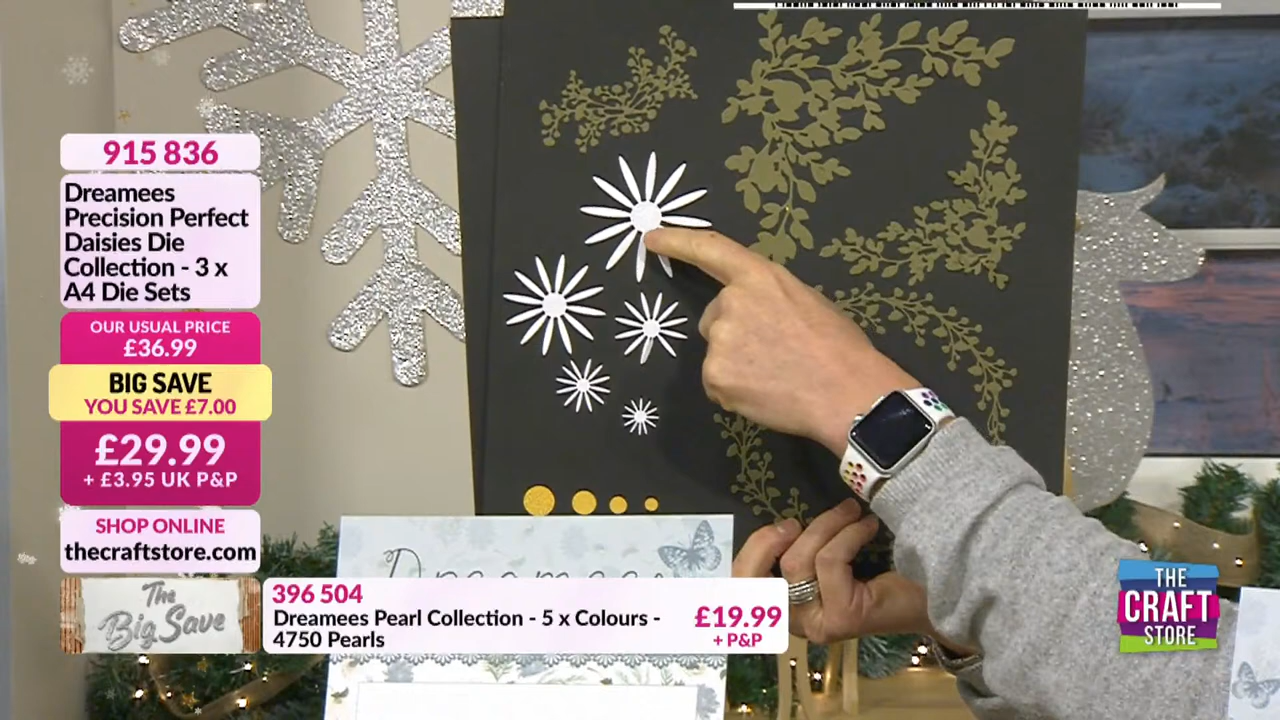 915 836
Dreamees
Precision Perfect
Daisies Die
Collection - 3 x
A4 Die Sets
OUR USUAL PRICE
£36.99
BIG SAVE
YOU SAVE £7.00
£29.99
+ £3.95 UK P&P
SHOP ONLINE
thecraftstore.com
The
Big Save
396 504
Dreamees Pearl Collection - 5 x Colours -
4750 Pearls
£19.99
+ P&P
THE
CRAFT
STORE